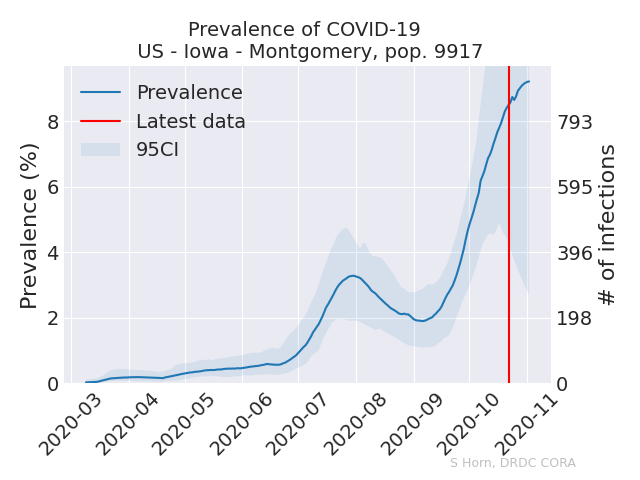 Prevalence of COVID-19
US - Iowa - Montgomery, pop. 9917
Prevalence
Latest data
95CI
Prevalence (%)
8
6
4
2
0
793
595
396
198
0
# of infections
2020-03
2020-04
2020-05
2020-06
2020-07
2020-08
2020-09
2020-10
2020-11
S Horn, DRDC CORA